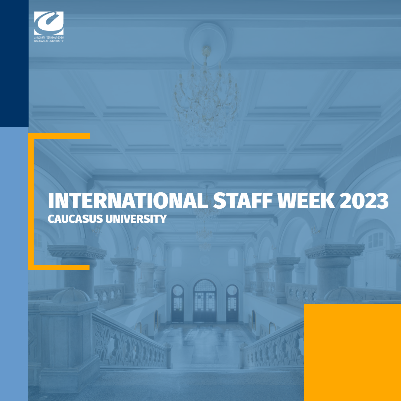 INTERNATIONAL STAFF WEEK 2023
CAUCASUS UNIVERSITY